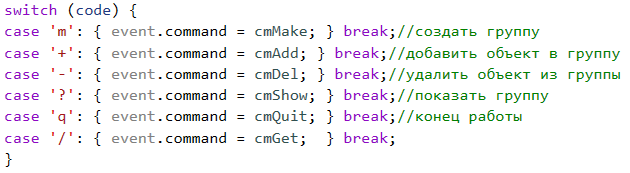 switch (code) {
case 'm': { event.command = cmMake; } break;//создать группу
case '+': { event.command = cmAdd; } break;//добавить объект в группу
case '-': { event.command = cmDel; } break;//удалить объект из группы
case '?': { event.command = cmShow; } break;//показать группу
case 'q': { event.command = cmQuit; } break;//конец работы
case '/': { event.command = cmGet;  } break;
}